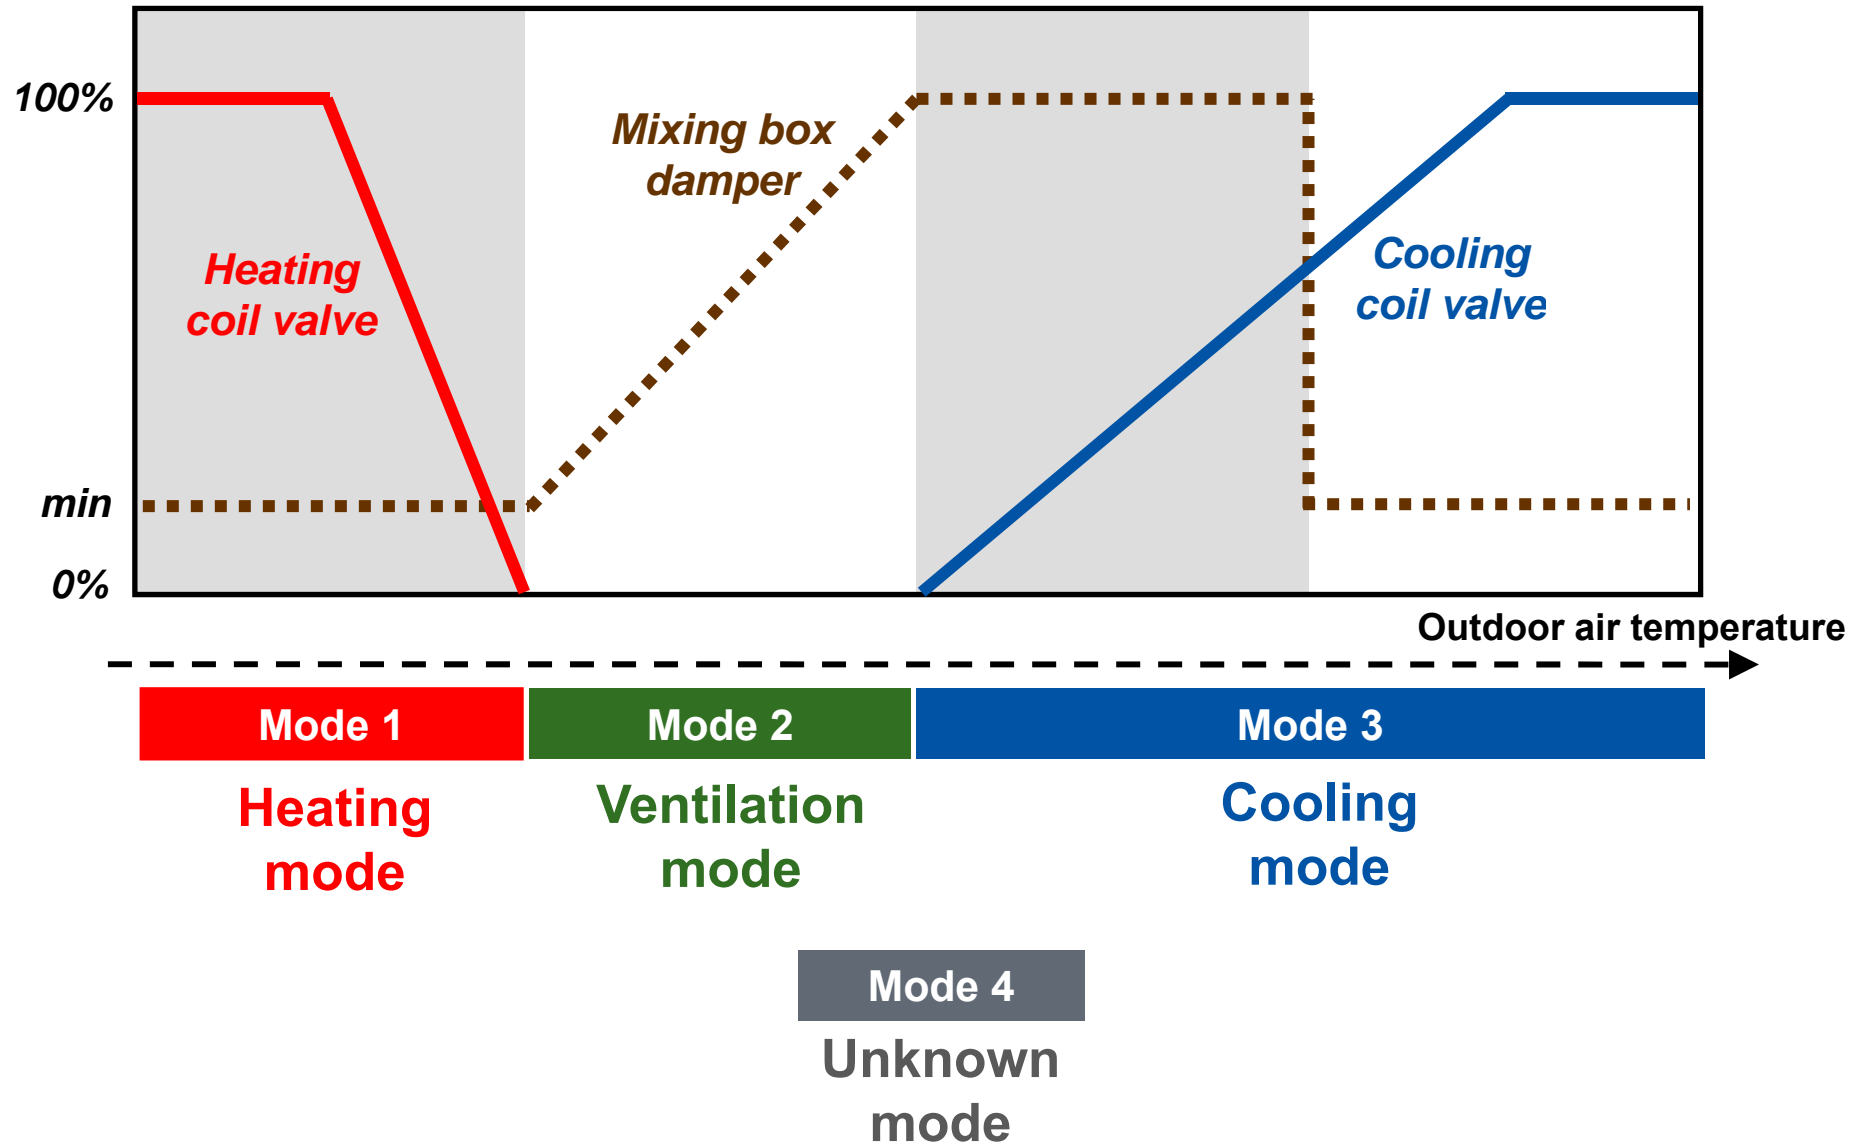 100%
Mixing box
damper
Heating
coil valve
Cooling
coil valve
min
0%
Outdoor air temperature
Mode 1
Mode 2
Mode 3
Heating
mode
Ventilation
mode
Cooling
mode
Mode 4
Unknown
mode